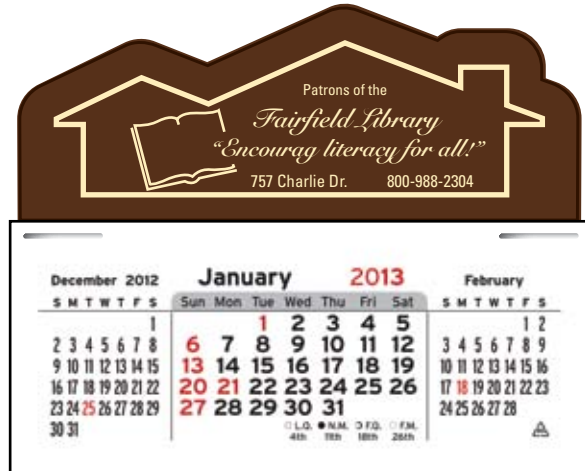 Patrons of the
Fairfield Library
"Encourag literacy for all!"
757 Charlie Dr. 800-988-2304
December 2012
S M T W T F S
1
2 3 4 5 6 7 8
9 10 11 12 13 14 15
16 17 18 19 20 21 22
23 24 25 26 27 28 29
30 31
January 2013
Sun Mon Tue Wed Thu Fri Sat
1 2 3 4 5
6 7 8 9 10 11 12
13 14 15 16 17 18 19
20 21 22 23 24 25 26
27 28 29 30 31
L.Q. N.M. F.Q. F.M.
4th 11th 18th 26th
February
S M T W T F S
1 2
3 4 5 6 7 8 9
10 11 12 13 14 15 16
17 18 19 20 21 22 23
24 25 26 27 28